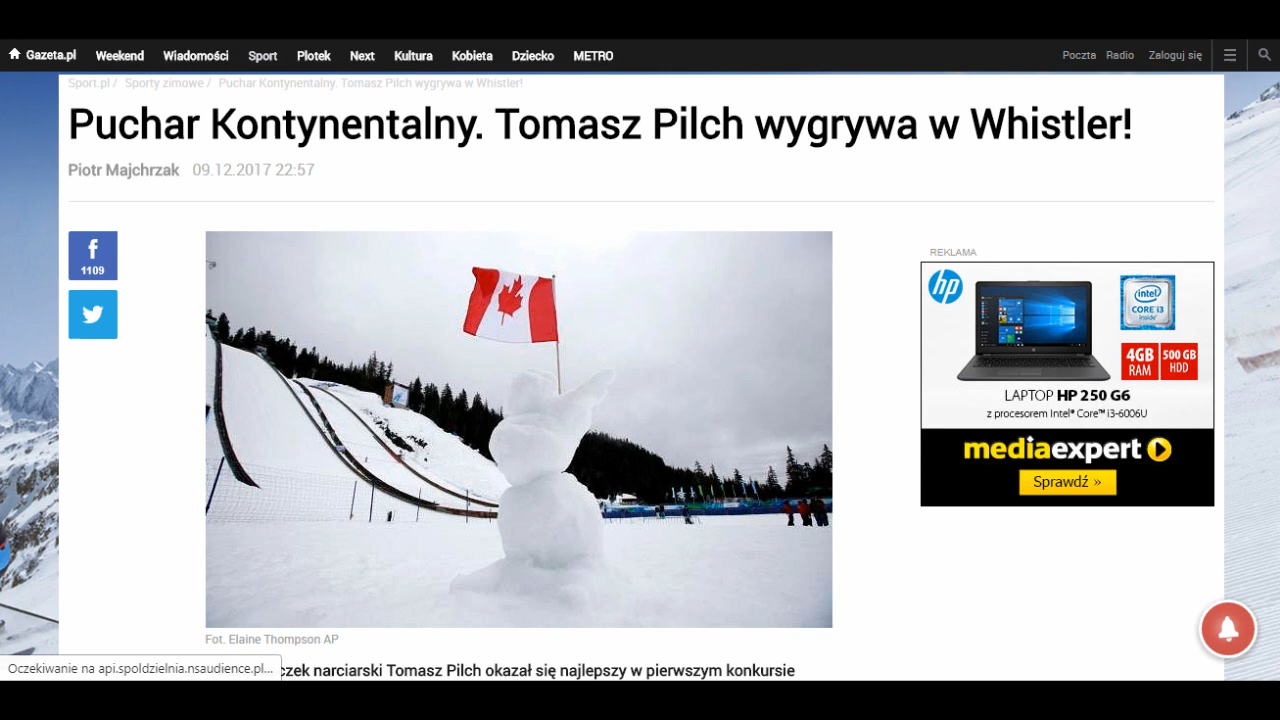 Gazeta.pl Weekend Wiadomości Sport Plotek Next Kultura Kobieta Dziecko METRO Poczta Radio Zaloguj się
Sport.pl / Sporty zimowe / Puchar Kontynentalny. Tomasz Pilch wygrywa w Whistler!
Puchar Kontynentalny. Tomasz Pilch wygrywa w Whistler!
Piotr Majchrzak 09.12.2017 22:57
f
1109
REKLAMA
hp
intel
CORE i3
inside
4GB
RAM
500 GB
HDD
LAPTOP HP 250 G6
z procesorem Intel® Core™ i3-6006U
mediaexpert
Sprawdź »
Fot. Elaine Thompson AP
Oczekiwanie na api.spoldzielnia.nsaudience.pl...
czek narciarski Tomasz Pilch okazał się najlepszy w pierwszym konkursie